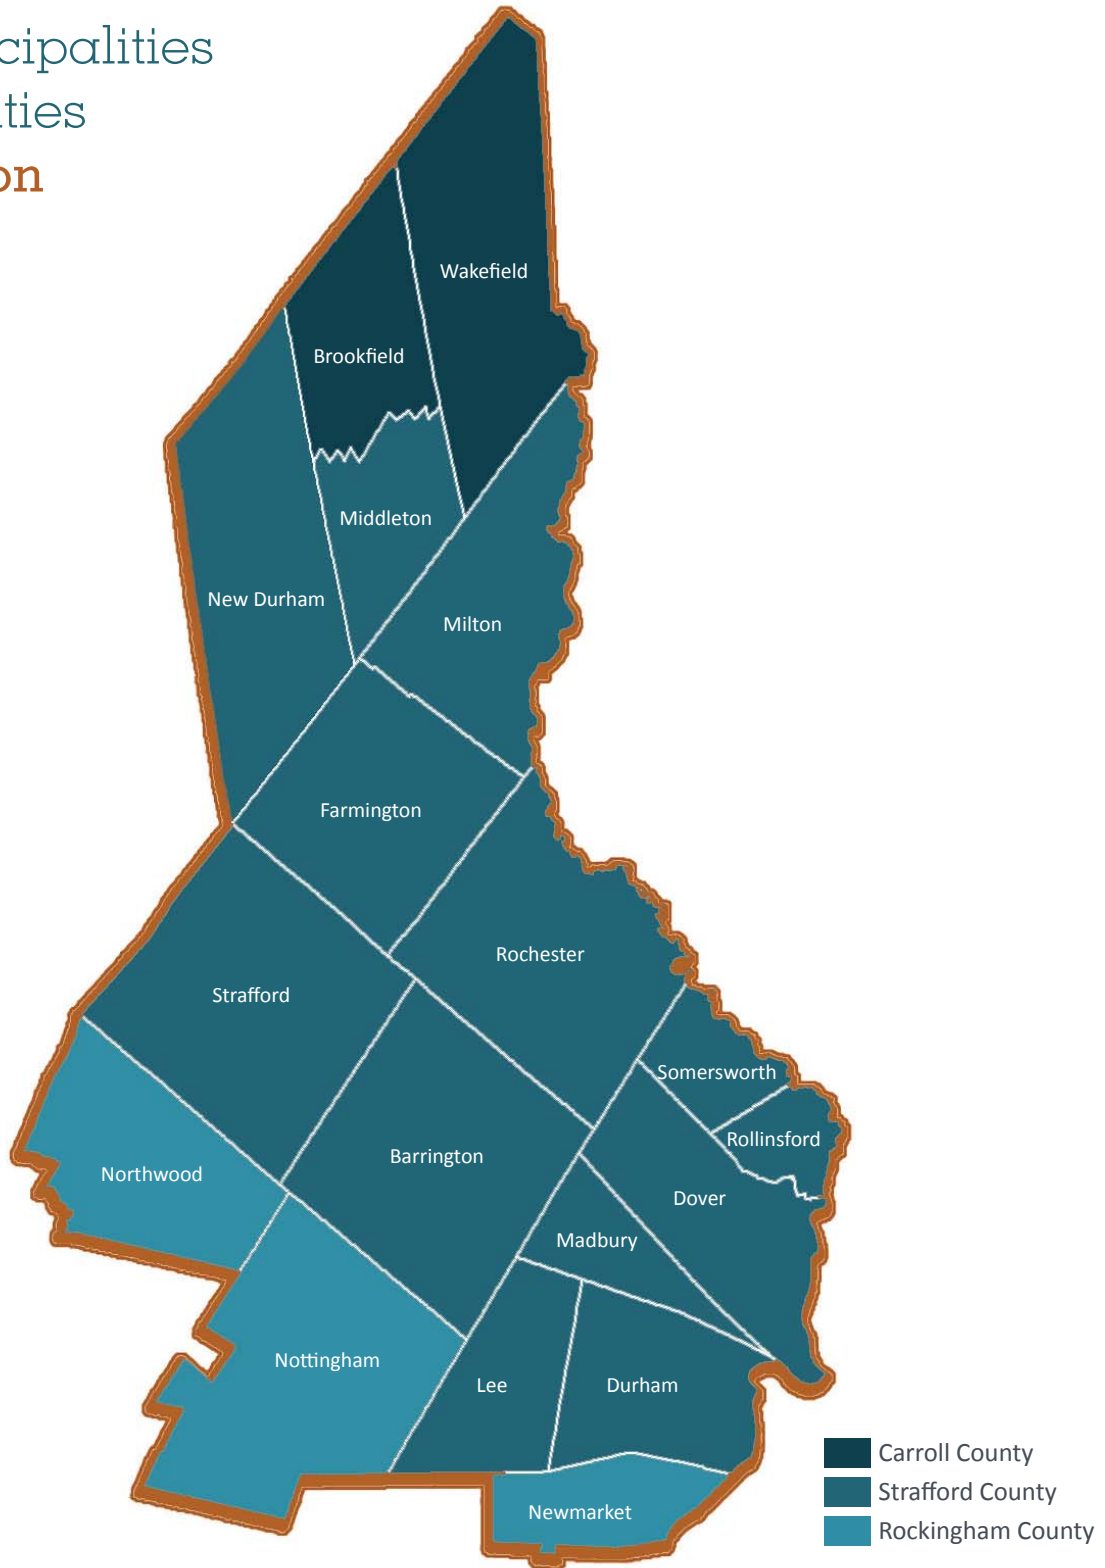 cipalities
ities
on
Wakefield
Brookfield
Middleton
New Durham
Milton
Farmington
Rochester
Strafford
Somersworth
Rollinsford
Barrington
Northwood
Dover
Madbury
Nottingham
Lee
Durham
Newmarket
Carroll County
Strafford County
Rockingham County